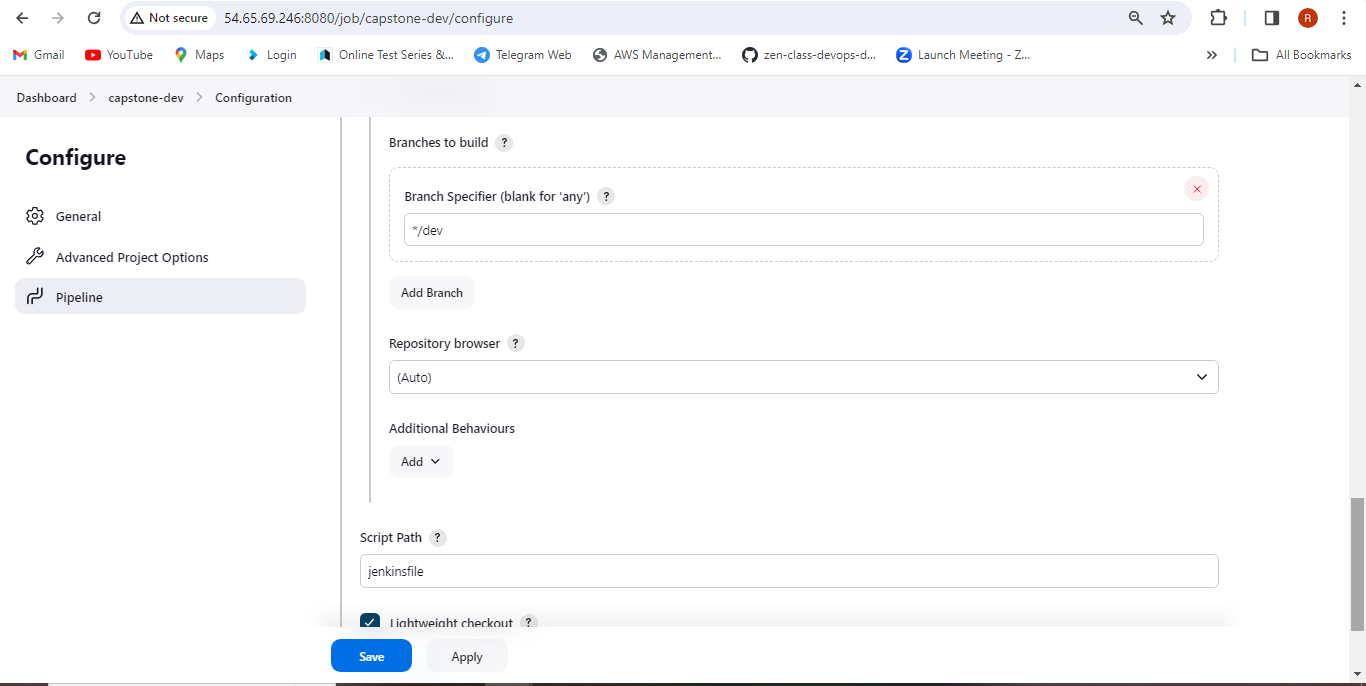 Not secure 54.65.69.246:8080/job/capstone-dev/configure R
Gmail YouTube Maps Login Online Test Series &... Telegram Web AWS Management... zen-class-devops-d... Launch Meeting - Z... » All Bookmarks
Dashboard > capstone-dev > Configuration
Configure
General
Advanced Project Options
Pipeline
Branches to build ?
Branch Specifier (blank for 'any') ?
*/dev
Add Branch
Repository browser ?
(Auto)
Additional Behaviours
Add
Script Path ?
jenkinsfile
Lightweight checkout ?
Save Apply